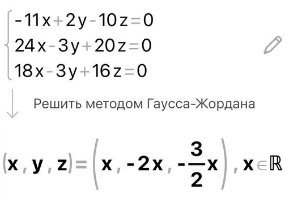 -11x+2y-10z=0
24x-3y+20z=0
18x-3y+16z=0
Решить методом Гаусса-Жордана
(x,y,z)=(x,-2x,-\frac{3}{2}x),x∈ℝ